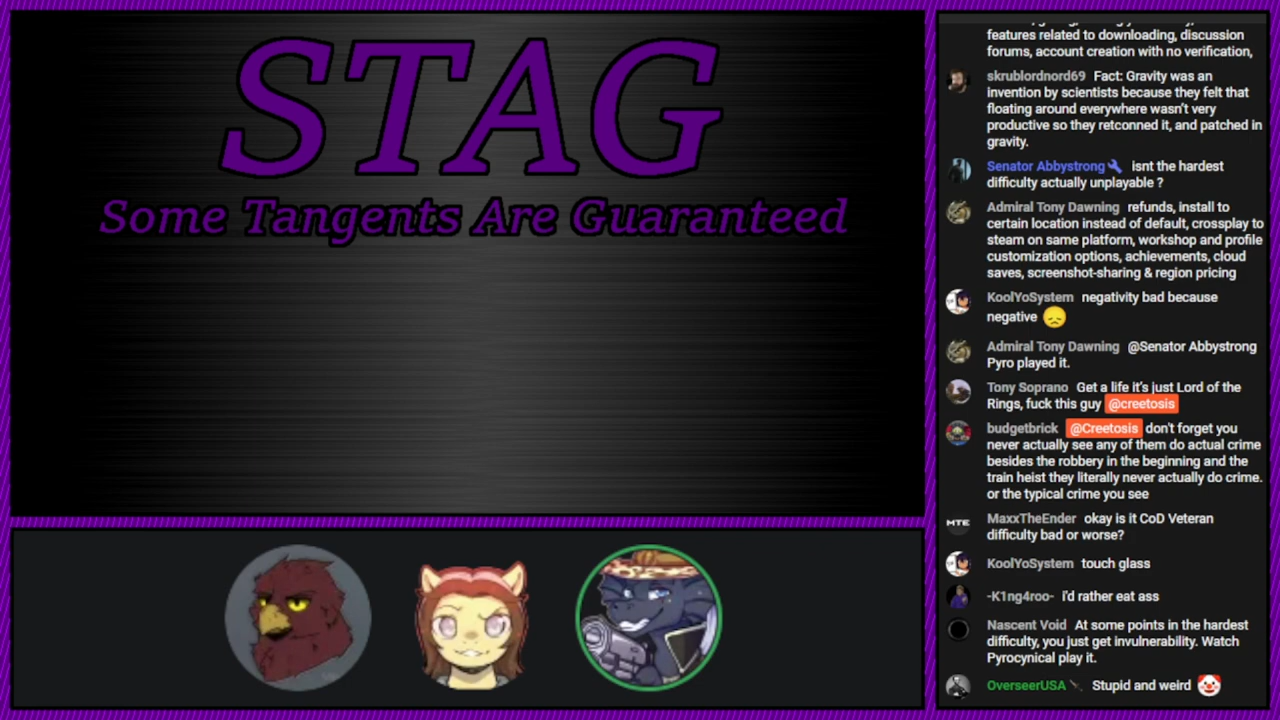 STAG
Some Tangents Are Guaranteed
features related to downloading, discussion
forums, account creation with no verification,
skrublordnord69 Fact: Gravity was an
invention by scientists because they felt that
floating around everywhere wasn't very
productive so they retconned it, and patched in
gravity.
Senator Abbystrong isnt the hardest
difficulty actually unplayable ?
Admiral Tony Dawning refunds, install to
certain location instead of default, crossplay to
steam on same platform, workshop and profile
customization options, achievements, cloud
saves, screenshot-sharing & region pricing
KoolYoSystem negativity bad because
negative
Admiral Tony Dawning @Senator Abbystrong
Pyro played it.
Tony Soprano Get a life it's just Lord of the
Rings, fuck this guy @creetosis
budgetbrick @Creetosis don't forget you
never actually see any of them do actual crime
besides the robbery in the beginning and the
train heist they literally never actually do crime.
or the typical crime you see
MTE
MaxxTheEnder okay is it CoD Veteran
difficulty bad or worse?
KoolYoSystem touch glass
-K1ng4roo- i'd rather eat ass
Nascent Void At some points in the hardest
difficulty, you just get invulnerability. Watch
Pyrocynical play it.
OverseerUSA Stupid and weird